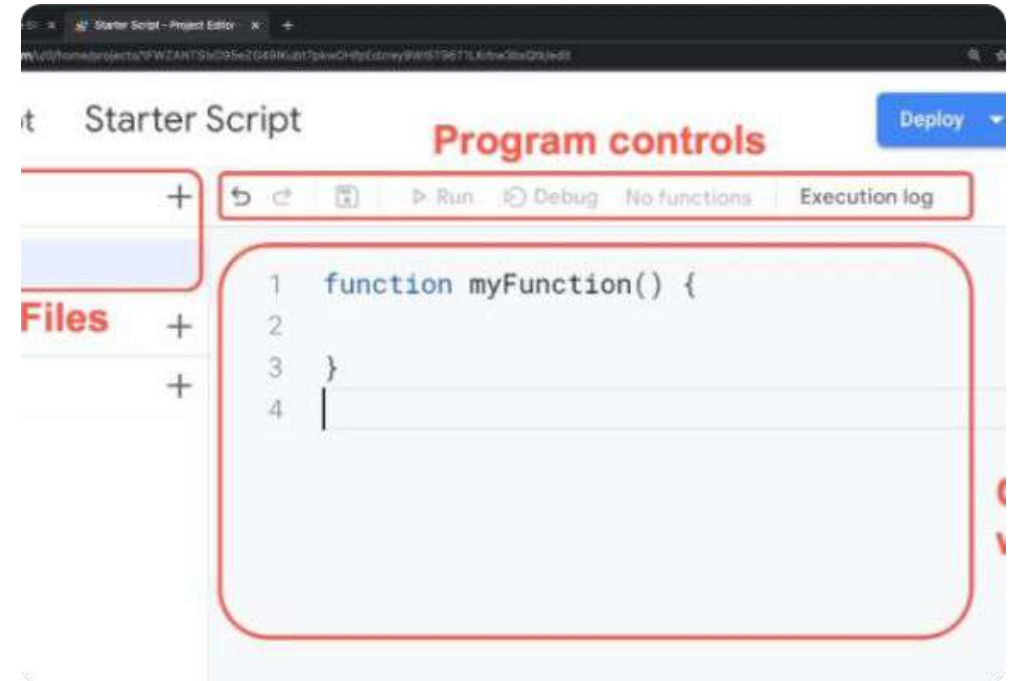 Starter Script - Project Editor
Starter Script
Program controls
Deploy
Run Debug No functions Execution log
1 function myFunction() {
2
3 }
4
Files